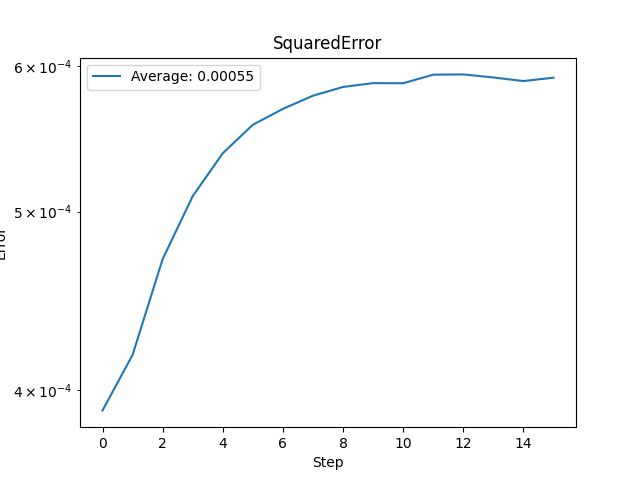 SquaredError
Average: 0.00055
6 × 10⁻⁴
5 × 10⁻⁴
4 × 10⁻⁴
Error
0 2 4 6 8 10 12 14
Step